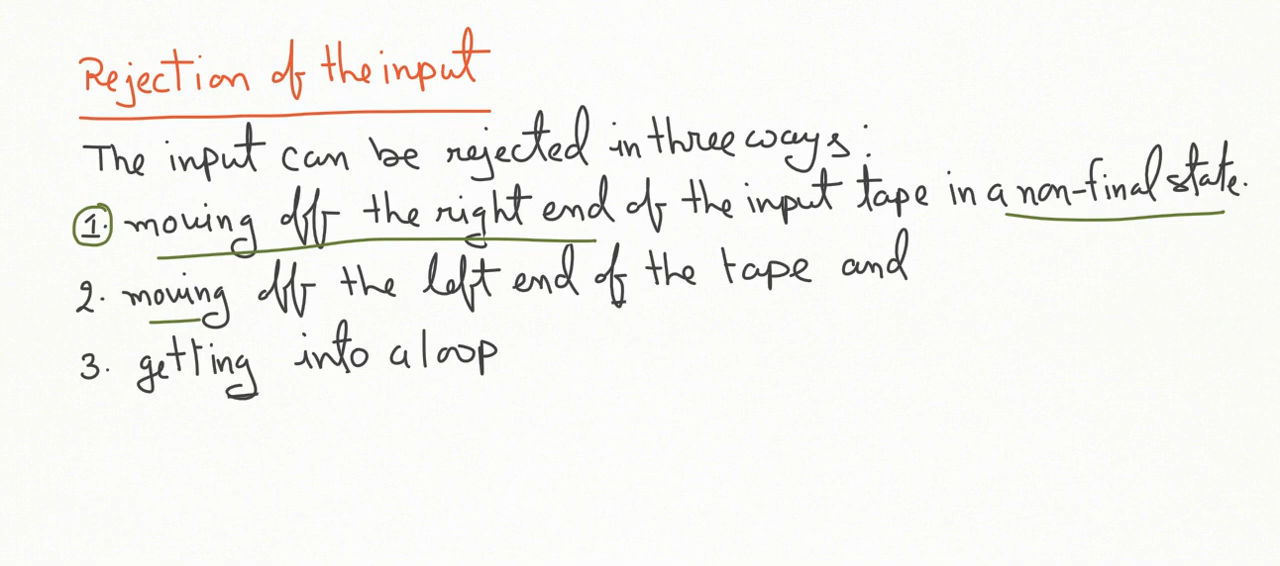 Rejection of the input
The input can be rejected in three ways:
1. moving off the right end of the input tape in a non-final state.
2. moving off the left end of the tape and
3. getting into a loop